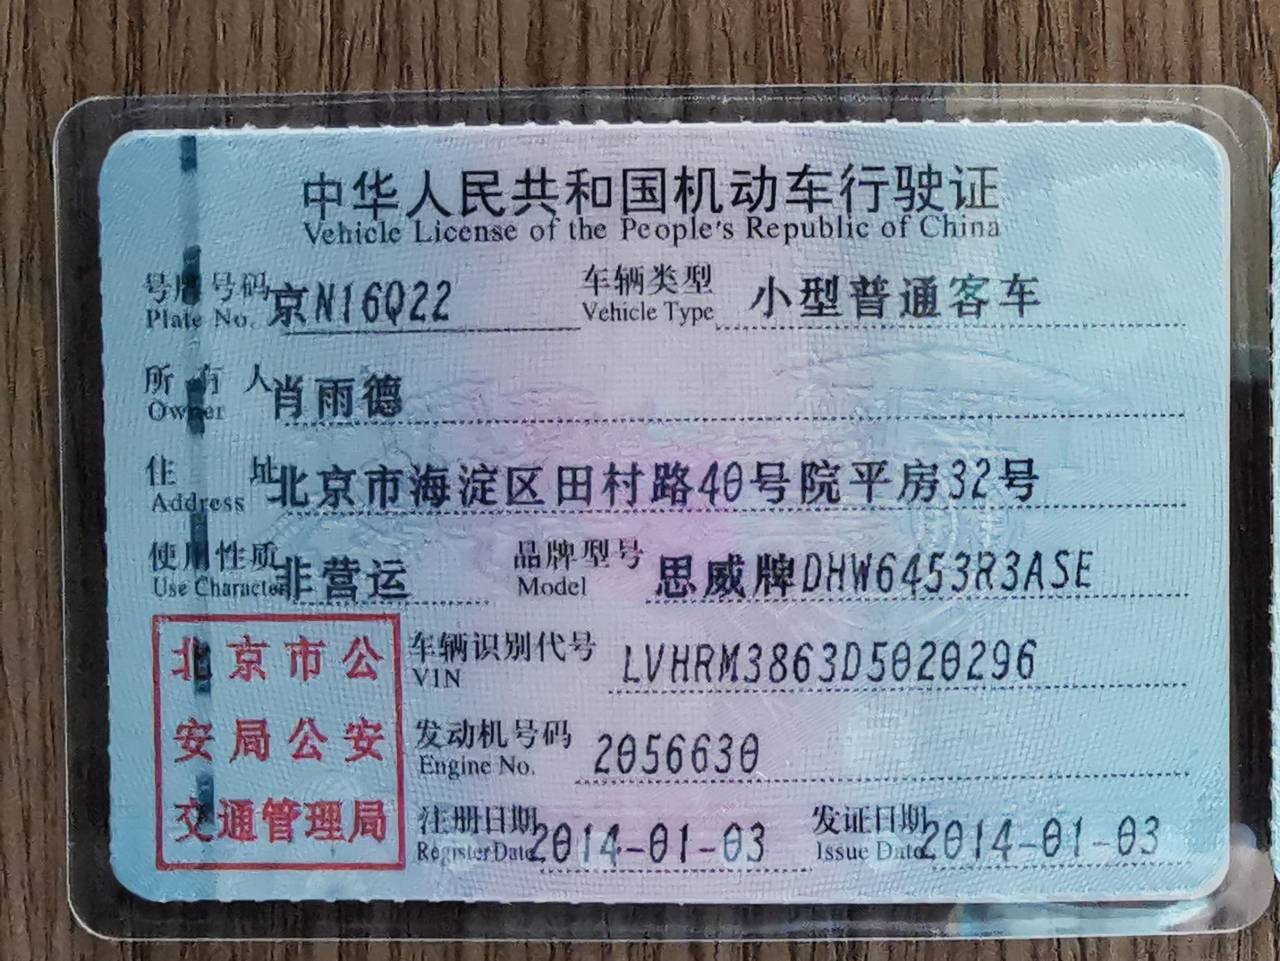 中华人民共和国机动车行驶证
Vehicle License of the People's Republic of China
号牌号码 京N16Q22 车辆类型 小型普通客车
Plate No. Vehicle Type
所有人 肖雨德
Owner
住址 北京市海淀区田村路40号院平房32号
Address
使用性质 非营运 品牌型号 思威牌DHW6453R3ASE
Use Character Model
北京市公
安局公安
交通管理局
车辆识别代号 LVHRM3863D5020296
VIN
发动机号码 2056630
Engine No.
注册日期 2014-01-03 发证日期 2014-01-03
Register Date Issue Date